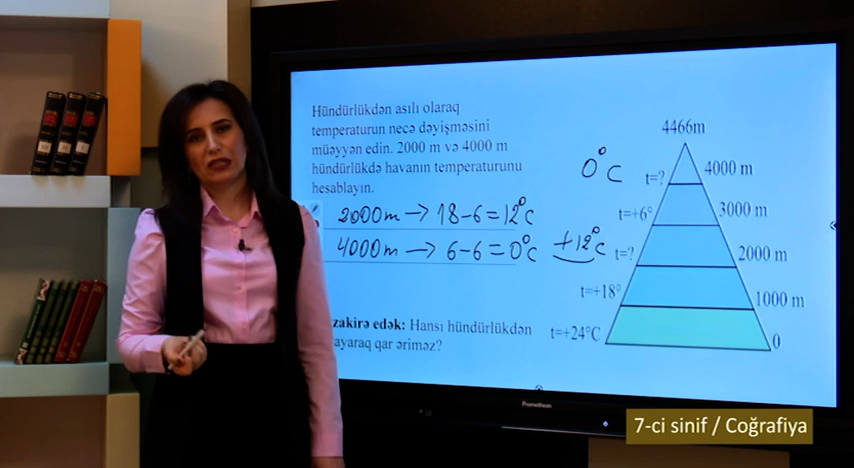 Hündürlükdən asılı olaraq
temperaturun necə dəyişməsini
müəyyən edin. 2000 m və 4000 m
hündürlükdə havanın temperaturunu
hesablayın.
2000m → 18-6=12°C
4000m → 6-6=0°C
zakirə edək: Hansı hündürlükdən
ayaraq qar əriməz?
4466m
0°C
t=?
4000 m
t=+6°
3000 m
+12°C
t=?
2000 m
t=+18°
1000 m
t=+24°C
0
Promethean
7-ci sinif / Coğrafiya